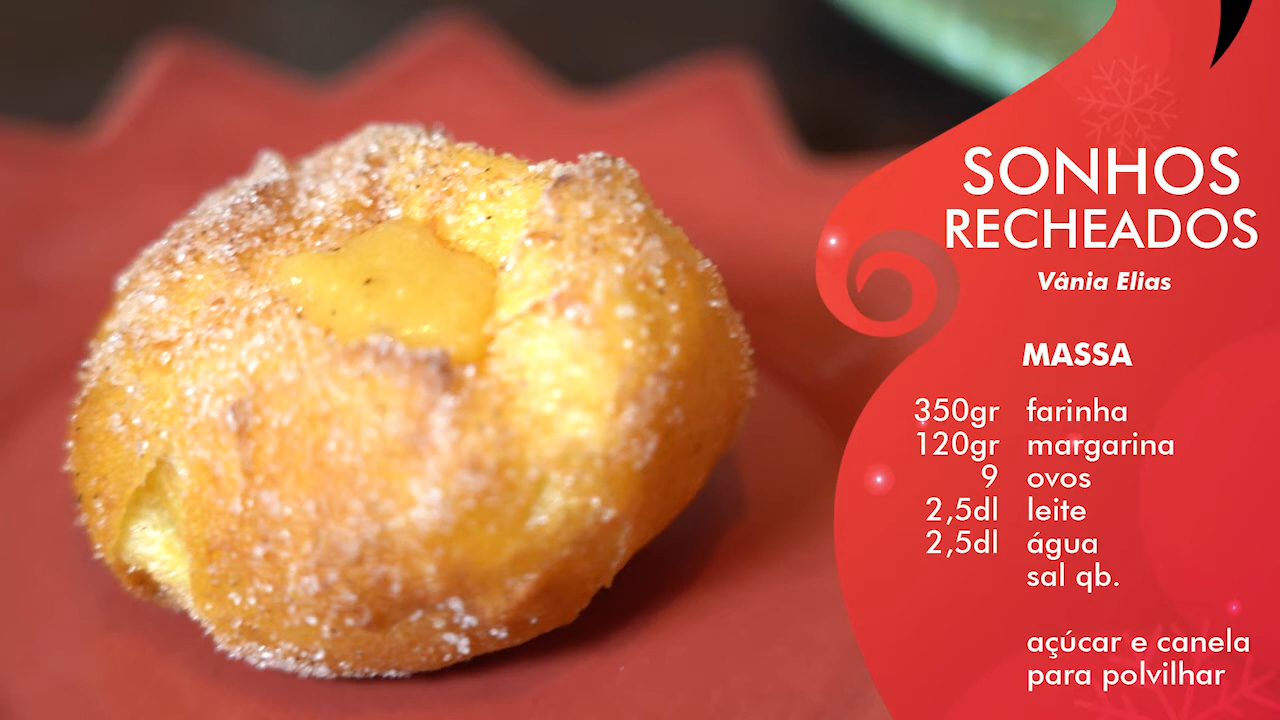 SONHOS
RECHEADOS
Vânia Elias
MASSA
350gr farinha
120gr margarina
9 ovos
2,5dl leite
2,5dl água
sal qb.
açúcar e canela
para polvilhar